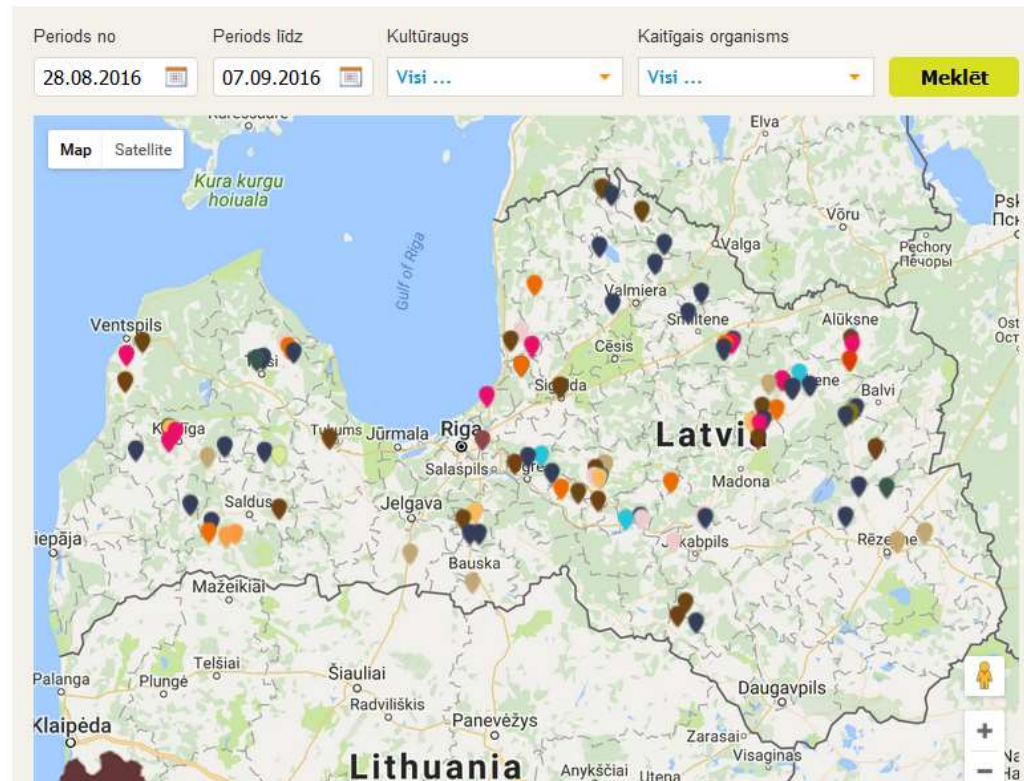 Periods no
Periods līdz
Kultūraugs
Kaitīgais organisms
28.08.2016
07.09.2016
Visi ...
Visi ...
Meklēt
Map
Satellite
Elva
Kura kurgu
hoiuala
Võru
Pechory
Печоры
Valga
Gulf of Riga
Valmiera
Smiltene
Alūksne
Ventspils
Cēsis
Balvi
Riga
Jūrmala
Latvia
Salaspils
Madona
Jelgava
Saldus
iepāja
Bauska
Mažeikiai
Telšiai
Šiauliai
Palanga
Plungė
Radviliškis
Daugavpils
Klaipėda
Panevėžys
Zarasai
Visaginas
Lithuania
Anykščiai
Utena